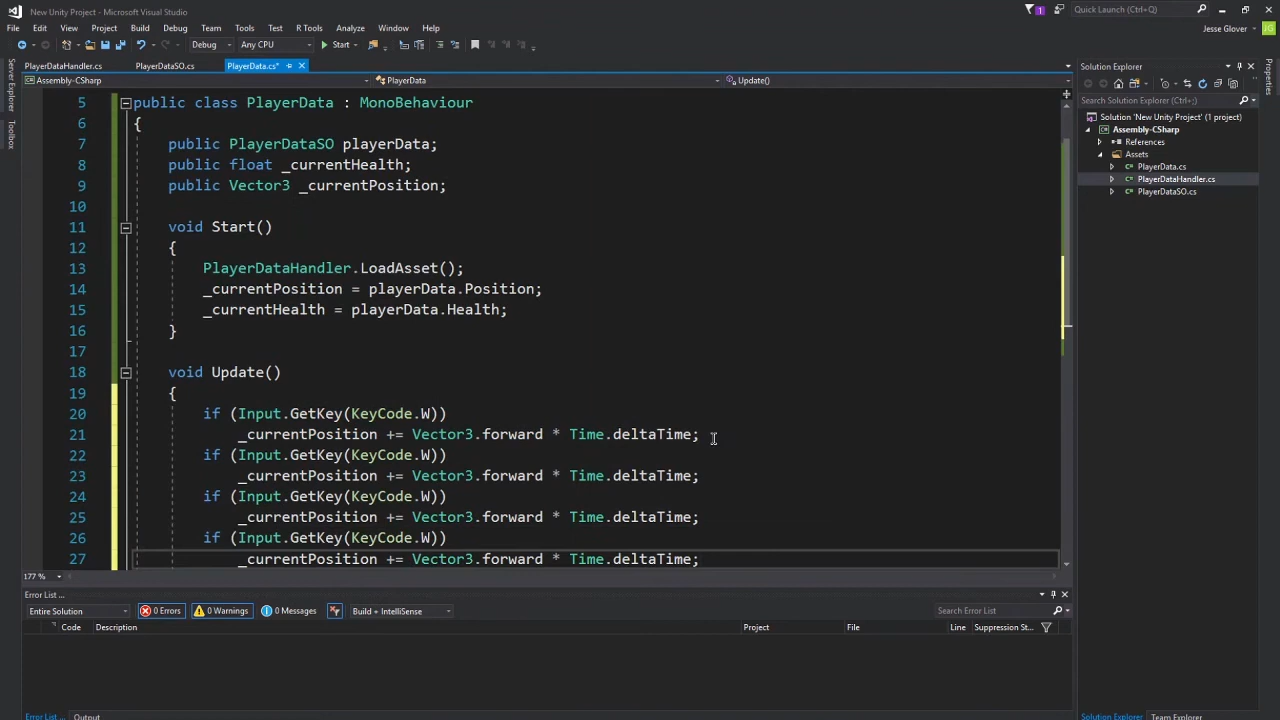 New Unity Project - Microsoft Visual Studio
1
Quick Launch (Ctrl+Q)
File Edit View Project Build Debug Team Tools Test R Tools Analyze Window Help
Jesse Glover
JG
Debug Any CPU Start
Server Explorer
Toolbox
PlayerDataHandler.cs PlayerDataSO.cs PlayerData.cs*
Assembly-CSharp PlayerData Update()
5 public class PlayerData : MonoBehaviour
6 {
7 public PlayerDataSO playerData;
8 public float _currentHealth;
9 public Vector3 _currentPosition;
10
11 void Start()
12 {
13 PlayerDataHandler.LoadAsset();
14 _currentPosition = playerData.Position;
15 _currentHealth = playerData.Health;
16 }
17
18 void Update()
19 {
20 if (Input.GetKey(KeyCode.W))
21 _currentPosition += Vector3.forward * Time.deltaTime;
22 if (Input.GetKey(KeyCode.W))
23 _currentPosition += Vector3.forward * Time.deltaTime;
24 if (Input.GetKey(KeyCode.W))
25 _currentPosition += Vector3.forward * Time.deltaTime;
26 if (Input.GetKey(KeyCode.W))
27 _currentPosition += Vector3.forward * Time.deltaTime;
177 %
Error List ...
Entire Solution 0 Errors 0 Warnings 0 Messages Build + IntelliSense Search Error List
Code Description Project File Line Suppression St...
Error List ... Output
Solution Explorer
Search Solution Explorer (Ctrl+;)
Solution 'New Unity Project' (1 project)
Assembly-CSharp
References
Assets
PlayerData.cs
PlayerDataHandler.cs
PlayerDataSO.cs
Solution Explorer Team Explorer
Properties